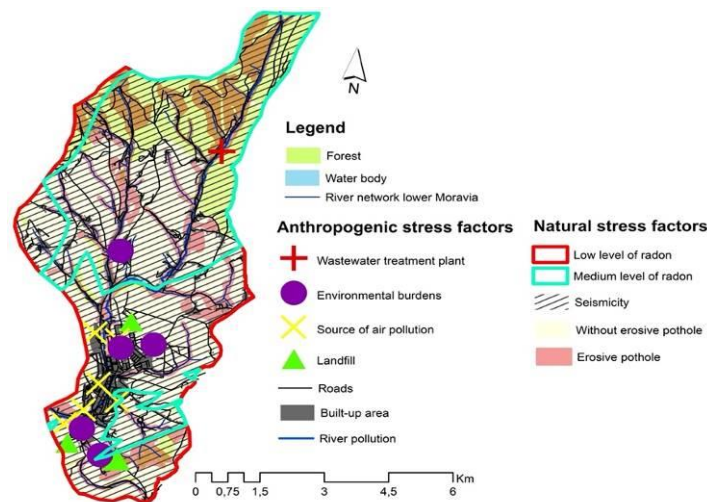 N
Legend
Forest
Water body
River network lower Moravia
Anthropogenic stress factors
Wastewater treatment plant
Environmental burdens
Source of air pollution
Landfill
Roads
Built-up area
River pollution
Natural stress factors
Low level of radon
Medium level of radon
Seismicity
Without erosive pothole
Erosive pothole
Km
0 0,75 1,5 3 4,5 6